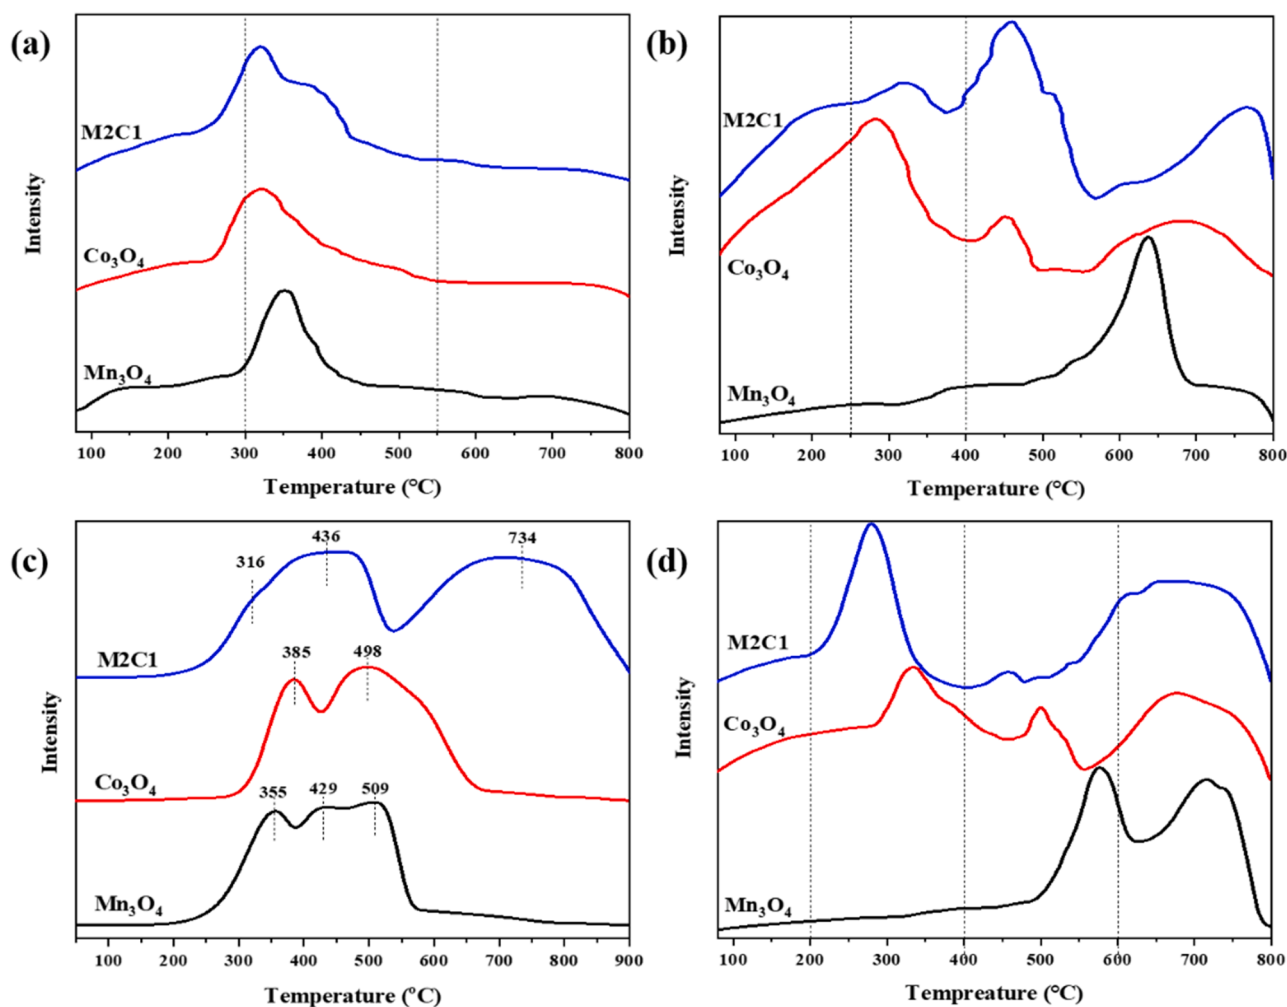 (a)
M2C1
Co₃O₄
Mn₃O₄
Intensity
100 200 300 400 500 600 700 800
Temperature (°C)
(b)
M2C1
Co₃O₄
Mn₃O₄
Intensity
100 200 300 400 500 600 700 800
Temperature (°C)
(c)
316 436 734
M2C1
385 498
Co₃O₄
355 429 509
Mn₃O₄
Intensity
100 200 300 400 500 600 700 800 900
Temperature (°C)
(d)
M2C1
Co₃O₄
Mn₃O₄
Intensity
100 200 300 400 500 600 700 800
Tempreature (°C)